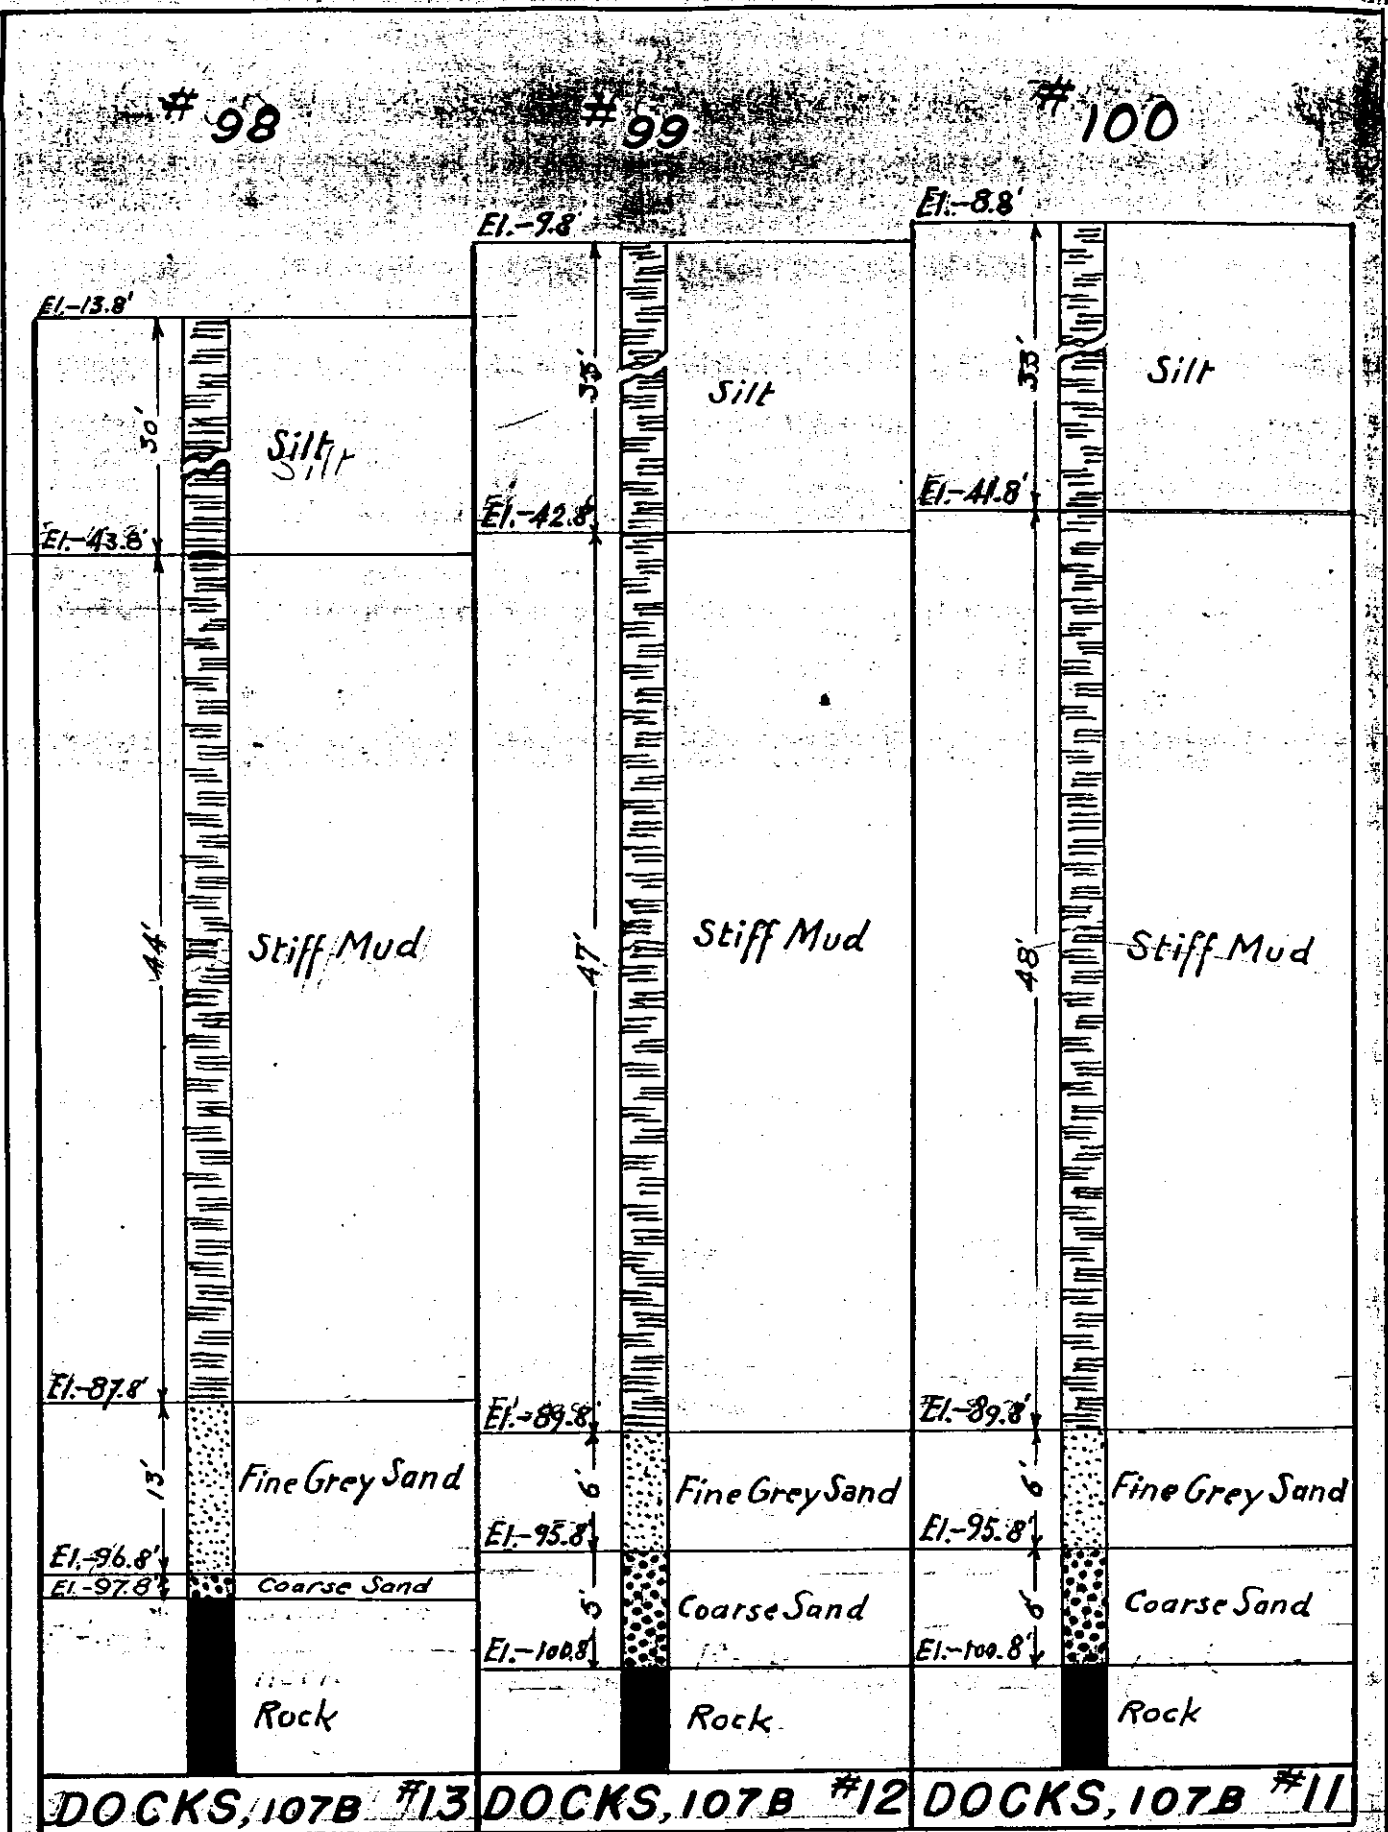 # 98
El.-13.8'
30'
Silt
Silt
El.-43.8'
44'
Stiff Mud
El.-87.8'
13'
Fine Grey Sand
El.-96.8'
El.-97.8'
Coarse Sand
Rock
DOCKS, 107B #13
# 99
El.-9.8'
33'
Silt
El.-42.8'
47'
Stiff Mud
El.-89.8'
6'
Fine Grey Sand
El.-95.8'
5'
Coarse Sand
El.-100.8'
Rock
DOCKS, 107B #12
# 100
El.-8.8'
33'
Silt
El.-41.8'
48'
Stiff Mud
El.-89.8'
6'
Fine Grey Sand
El.-95.8'
Coarse Sand
El.-100.8'
Rock
DOCKS, 107B #11